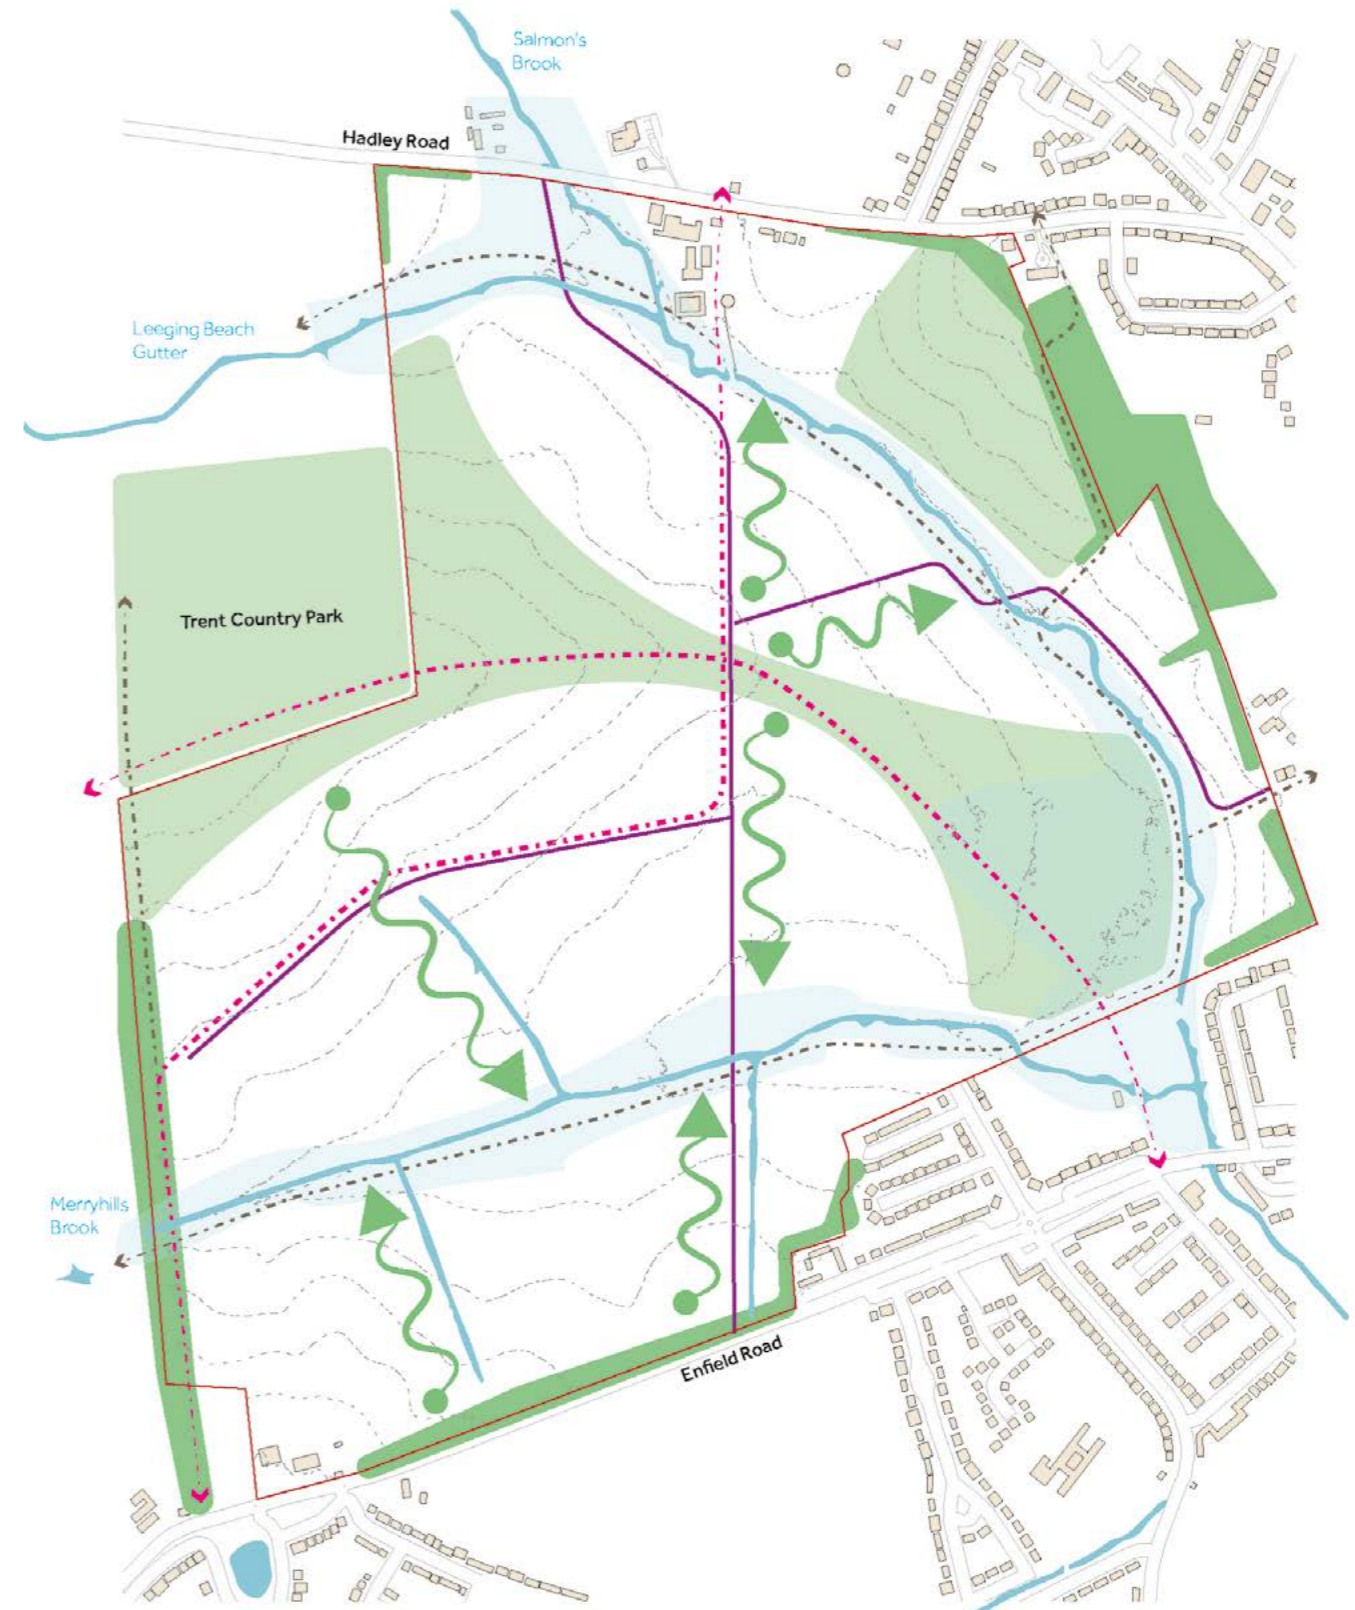 Salmon's
Brook
Hadley Road
Leeging Beach
Gutter
Trent Country Park
Merryhills
Brook
Enfield Road